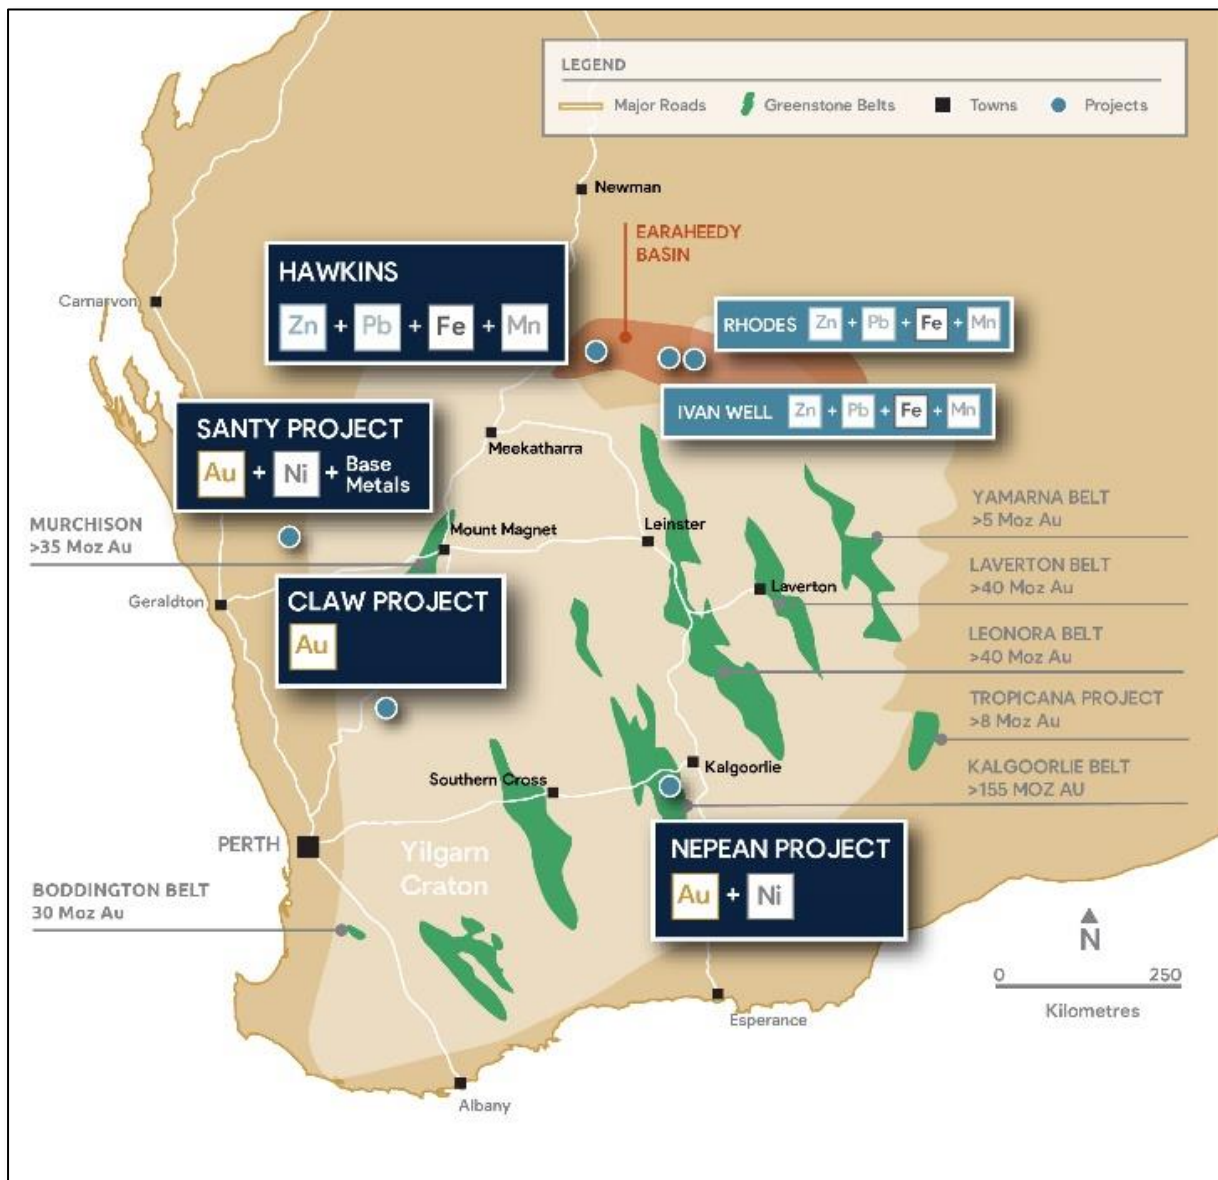 LEGEND
Major Roads
Greenstone Belts
Towns
Projects
Newman
EARAHEEDY
BASIN
HAWKINS
Zn + Pb + Fe + Mn
Carnarvon
RHODES Zn + Pb + Fe + Mn
IVAN WELL Zn + Pb + Fe + Mn
SANTY PROJECT
Au + Ni + Base
Metals
Meekatharra
MURCHISON
>35 Moz Au
Mount Magnet
Leinster
YAMARNA BELT
>5 Moz Au
Geraldton
CLAW PROJECT
Au
Laverton
LAVERTON BELT
>40 Moz Au
LEONORA BELT
>40 Moz Au
TROPICANA PROJECT
>8 Moz Au
Southern Cross
Kalgoorlie
KALGOORLIE BELT
>155 MOZ AU
PERTH
Yilgarn
Craton
NEPEAN PROJECT
Au + Ni
BODDINGTON BELT
30 Moz Au
N
0 250
Kilometres
Esperance
Albany